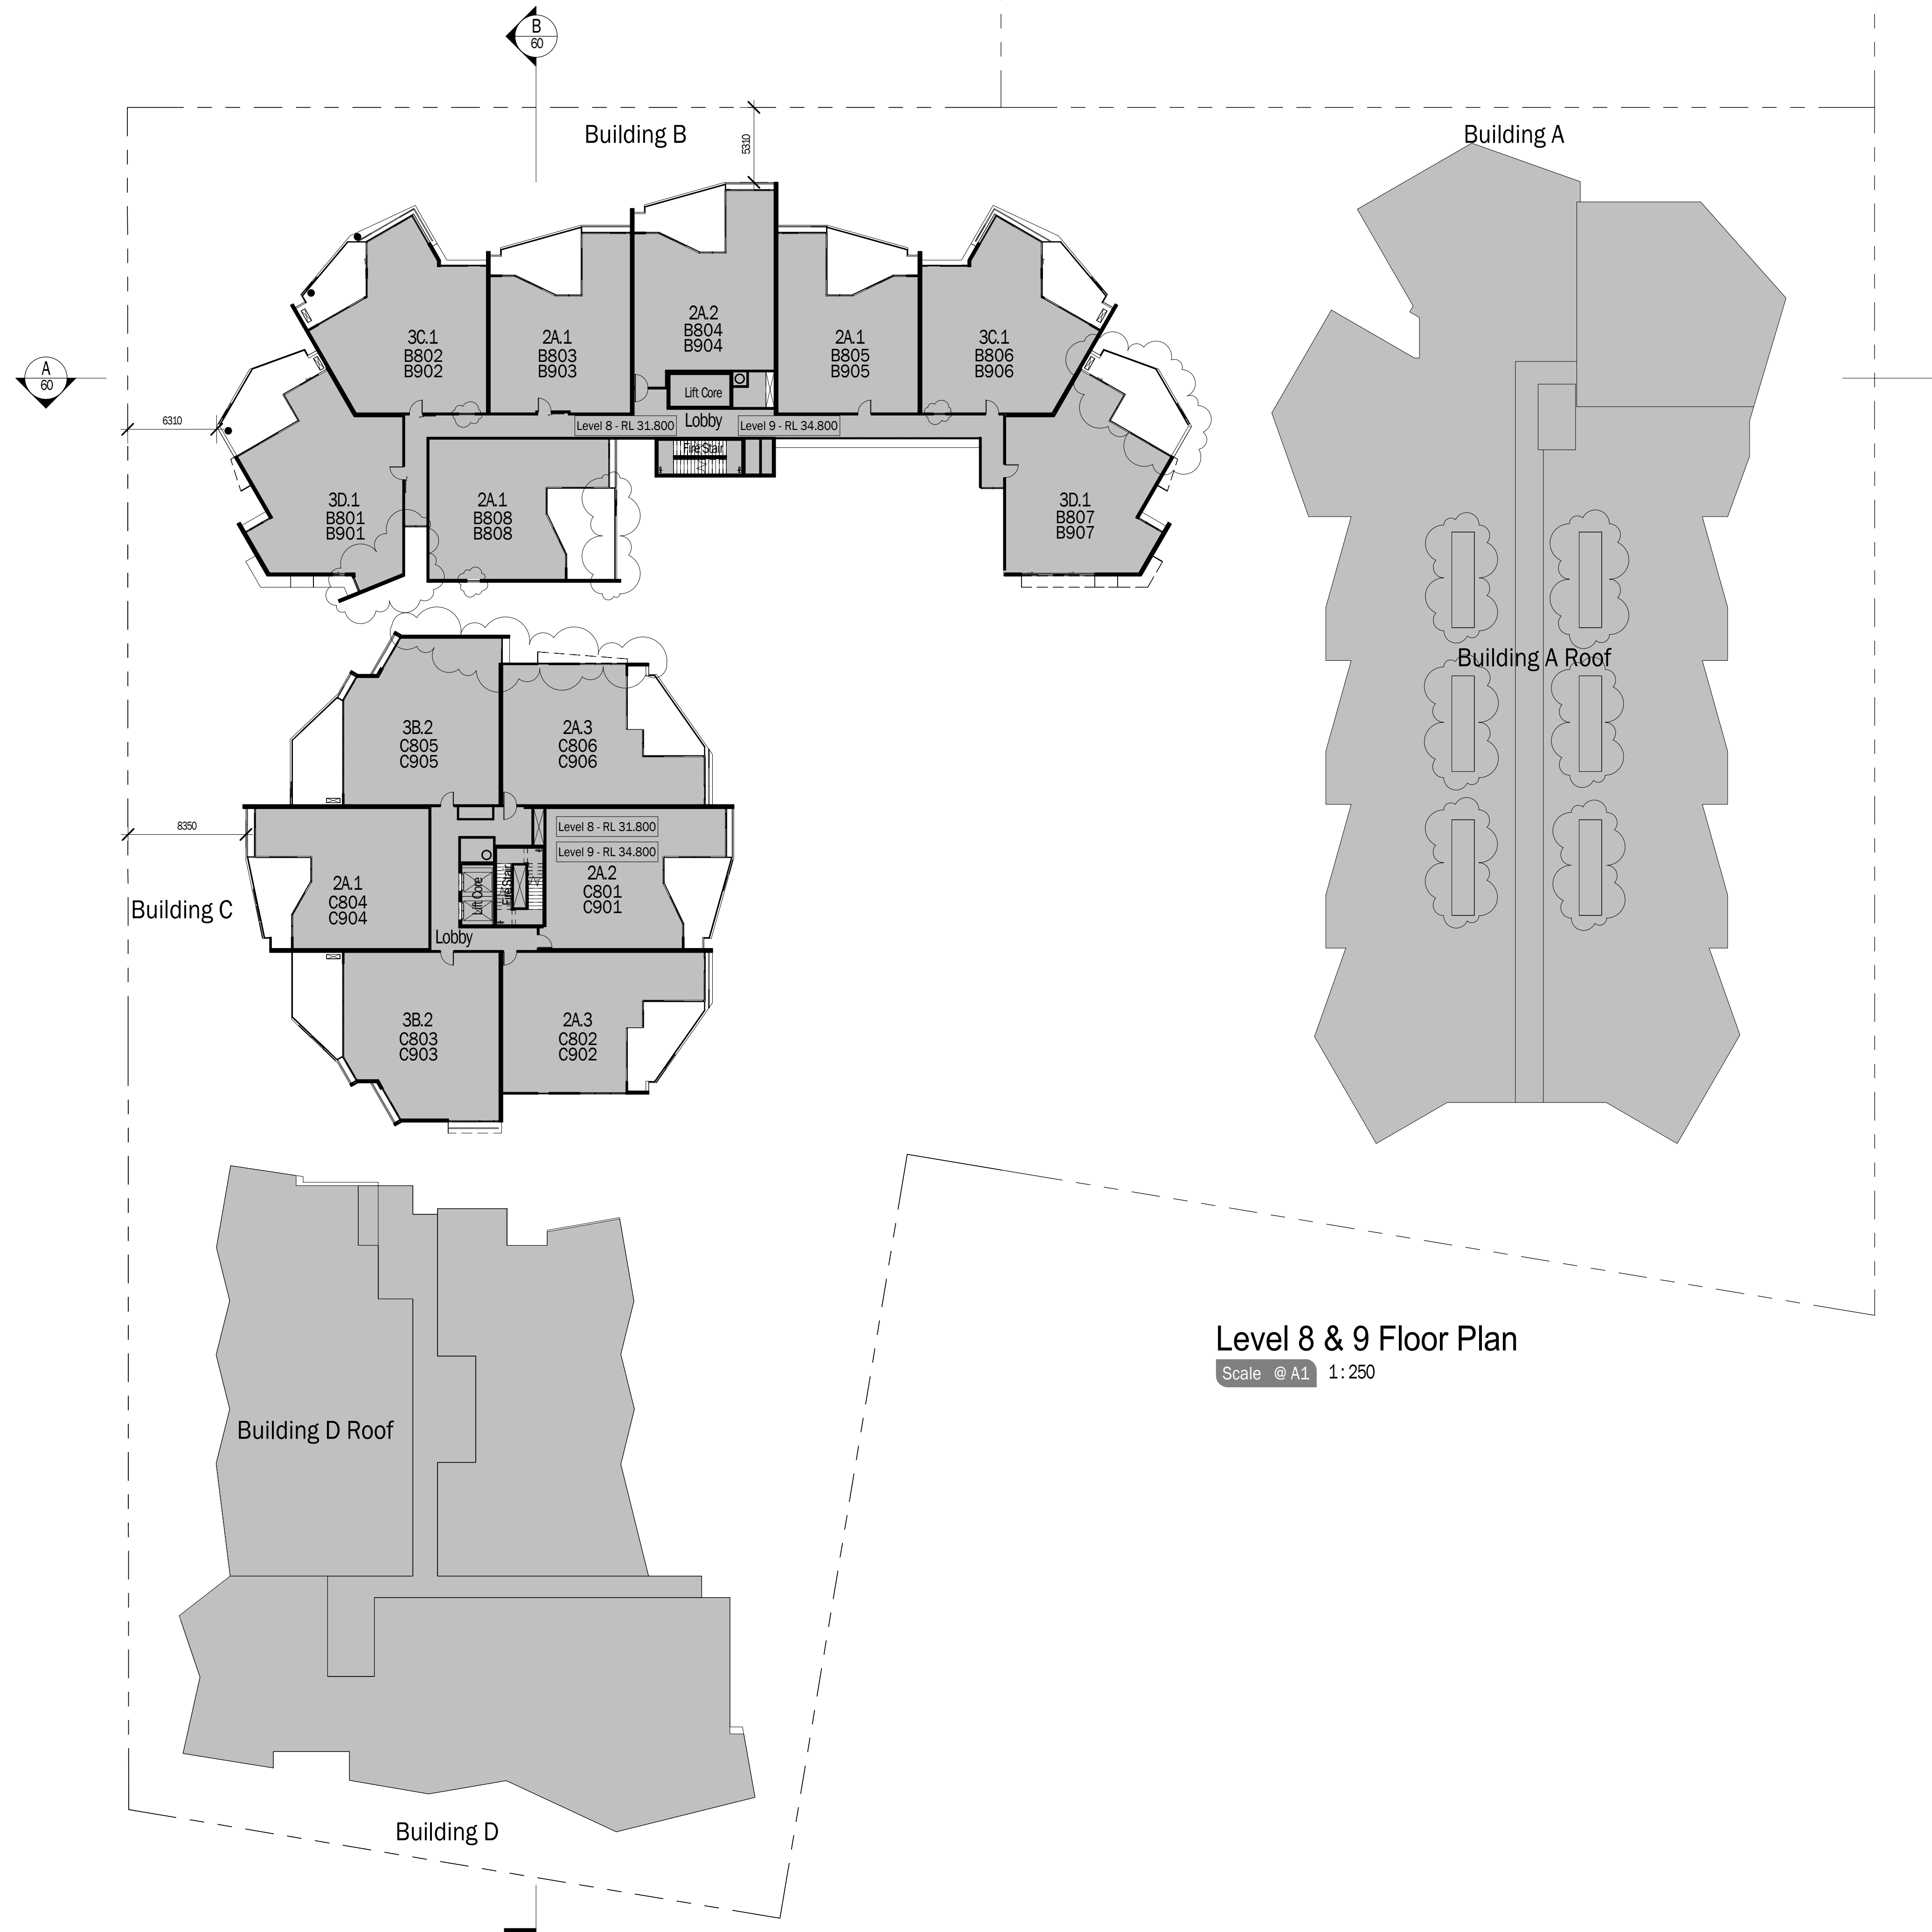 B
60
Building B
Building A
5310
A
60
6310
3C.1
B802
B902
2A.1
B803
B903
2A.2
B804
B904
2A.1
B805
B905
3C.1
B806
B906
Lift Core
Level 8 - RL 31.800
Lobby
Level 9 - RL 34.800
Fire Stair
3D.1
B801
B901
2A.1
B808
B808
3D.1
B807
B907
Building A Roof
3B.2
C805
C905
2A.3
C806
C906
8350
Level 8 - RL 31.800
Level 9 - RL 34.800
2A.1
C804
C904
Lift Core
Fire Stair
2A.2
C801
C901
Building C
Lobby
3B.2
C803
C903
2A.3
C802
C902
Level 8 & 9 Floor Plan
Scale @ A1 1 : 250
Building D Roof
Building D